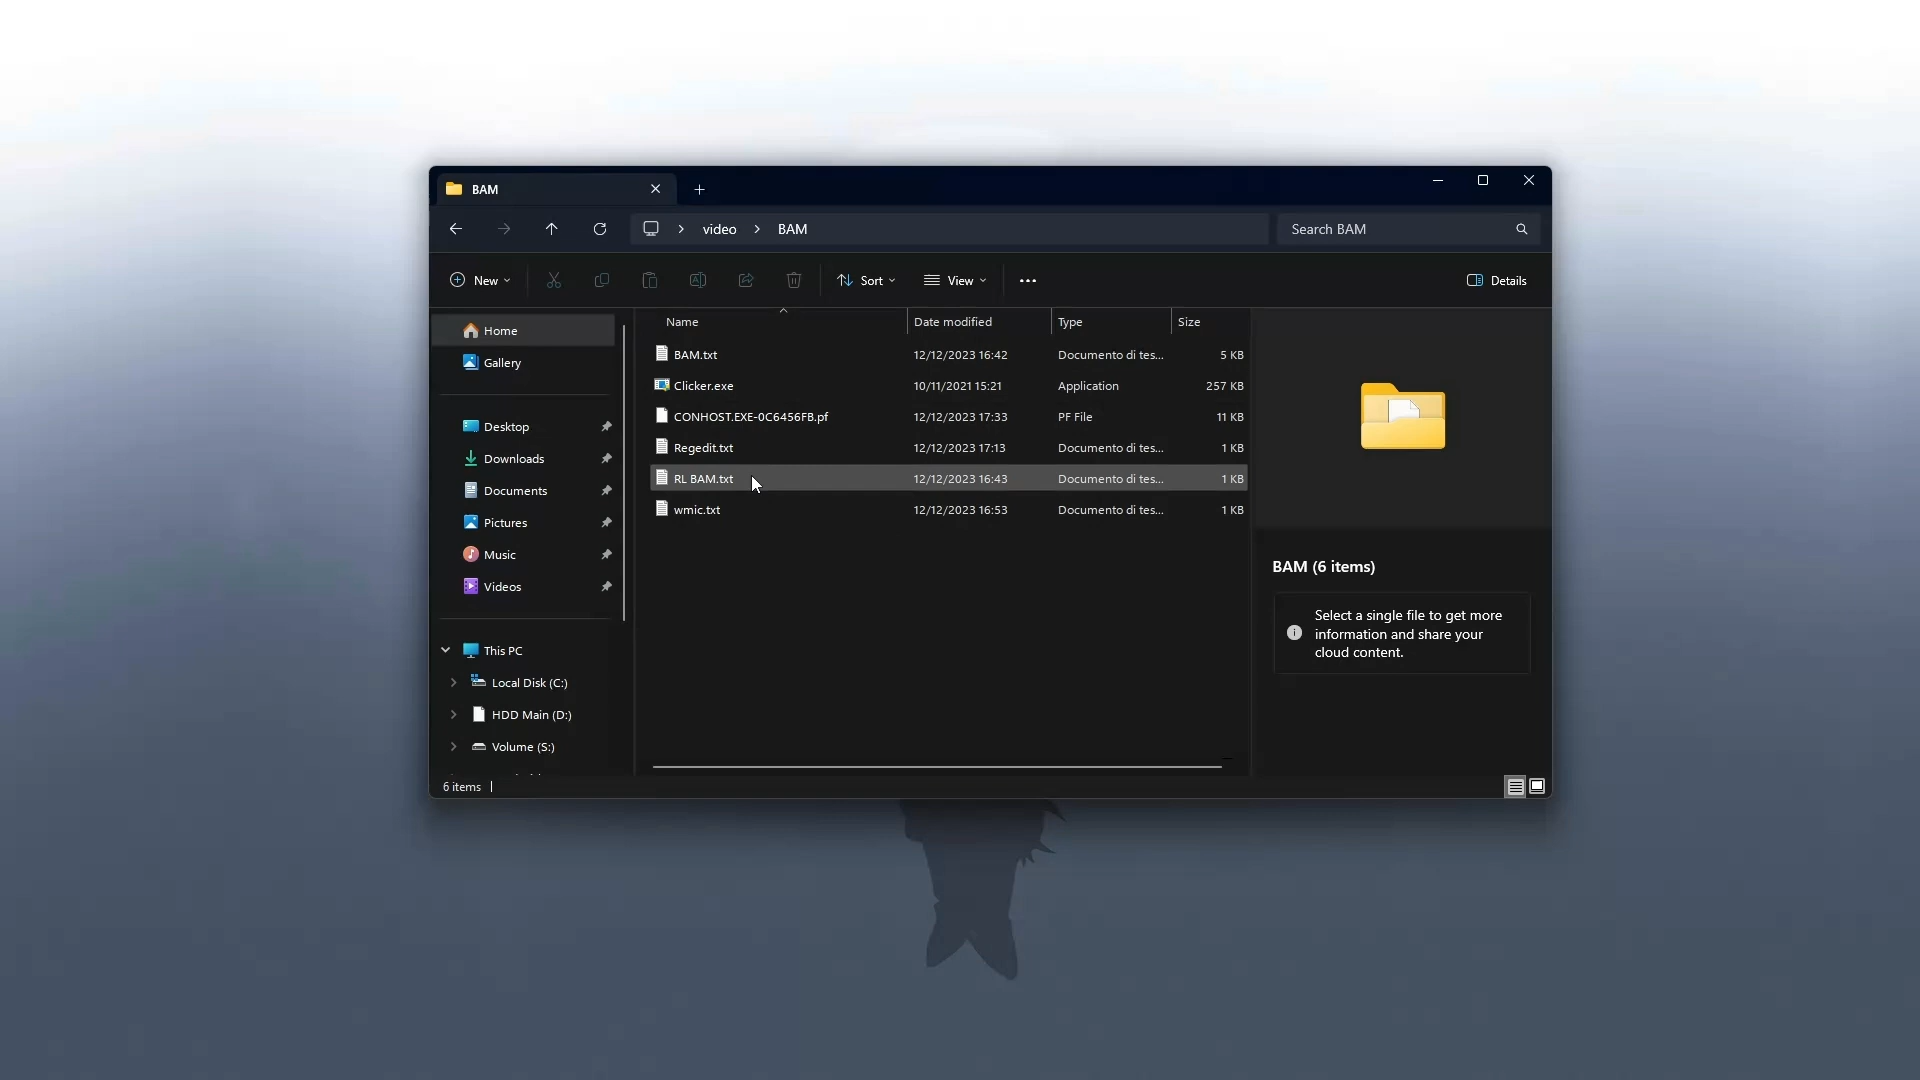 BAM
video > BAM
Search BAM
New
Sort
View
Details
Name Date modified Type Size
BAM.txt 12/12/2023 16:42 Documento di tes... 5 KB
Clicker.exe 10/11/2021 15:21 Application 257 KB
CONHOST.EXE-0C6456FB.pf 12/12/2023 17:33 PF File 11 KB
Regedit.txt 12/12/2023 17:13 Documento di tes... 1 KB
RL BAM.txt 12/12/2023 16:43 Documento di tes... 1 KB
wmic.txt 12/12/2023 16:53 Documento di tes... 1 KB
Home
Gallery
Desktop
Downloads
Documents
Pictures
Music
Videos
This PC
Local Disk (C:)
HDD Main (D:)
Volume (S:)
BAM (6 items)
Select a single file to get more
information and share your
cloud content.
6 items